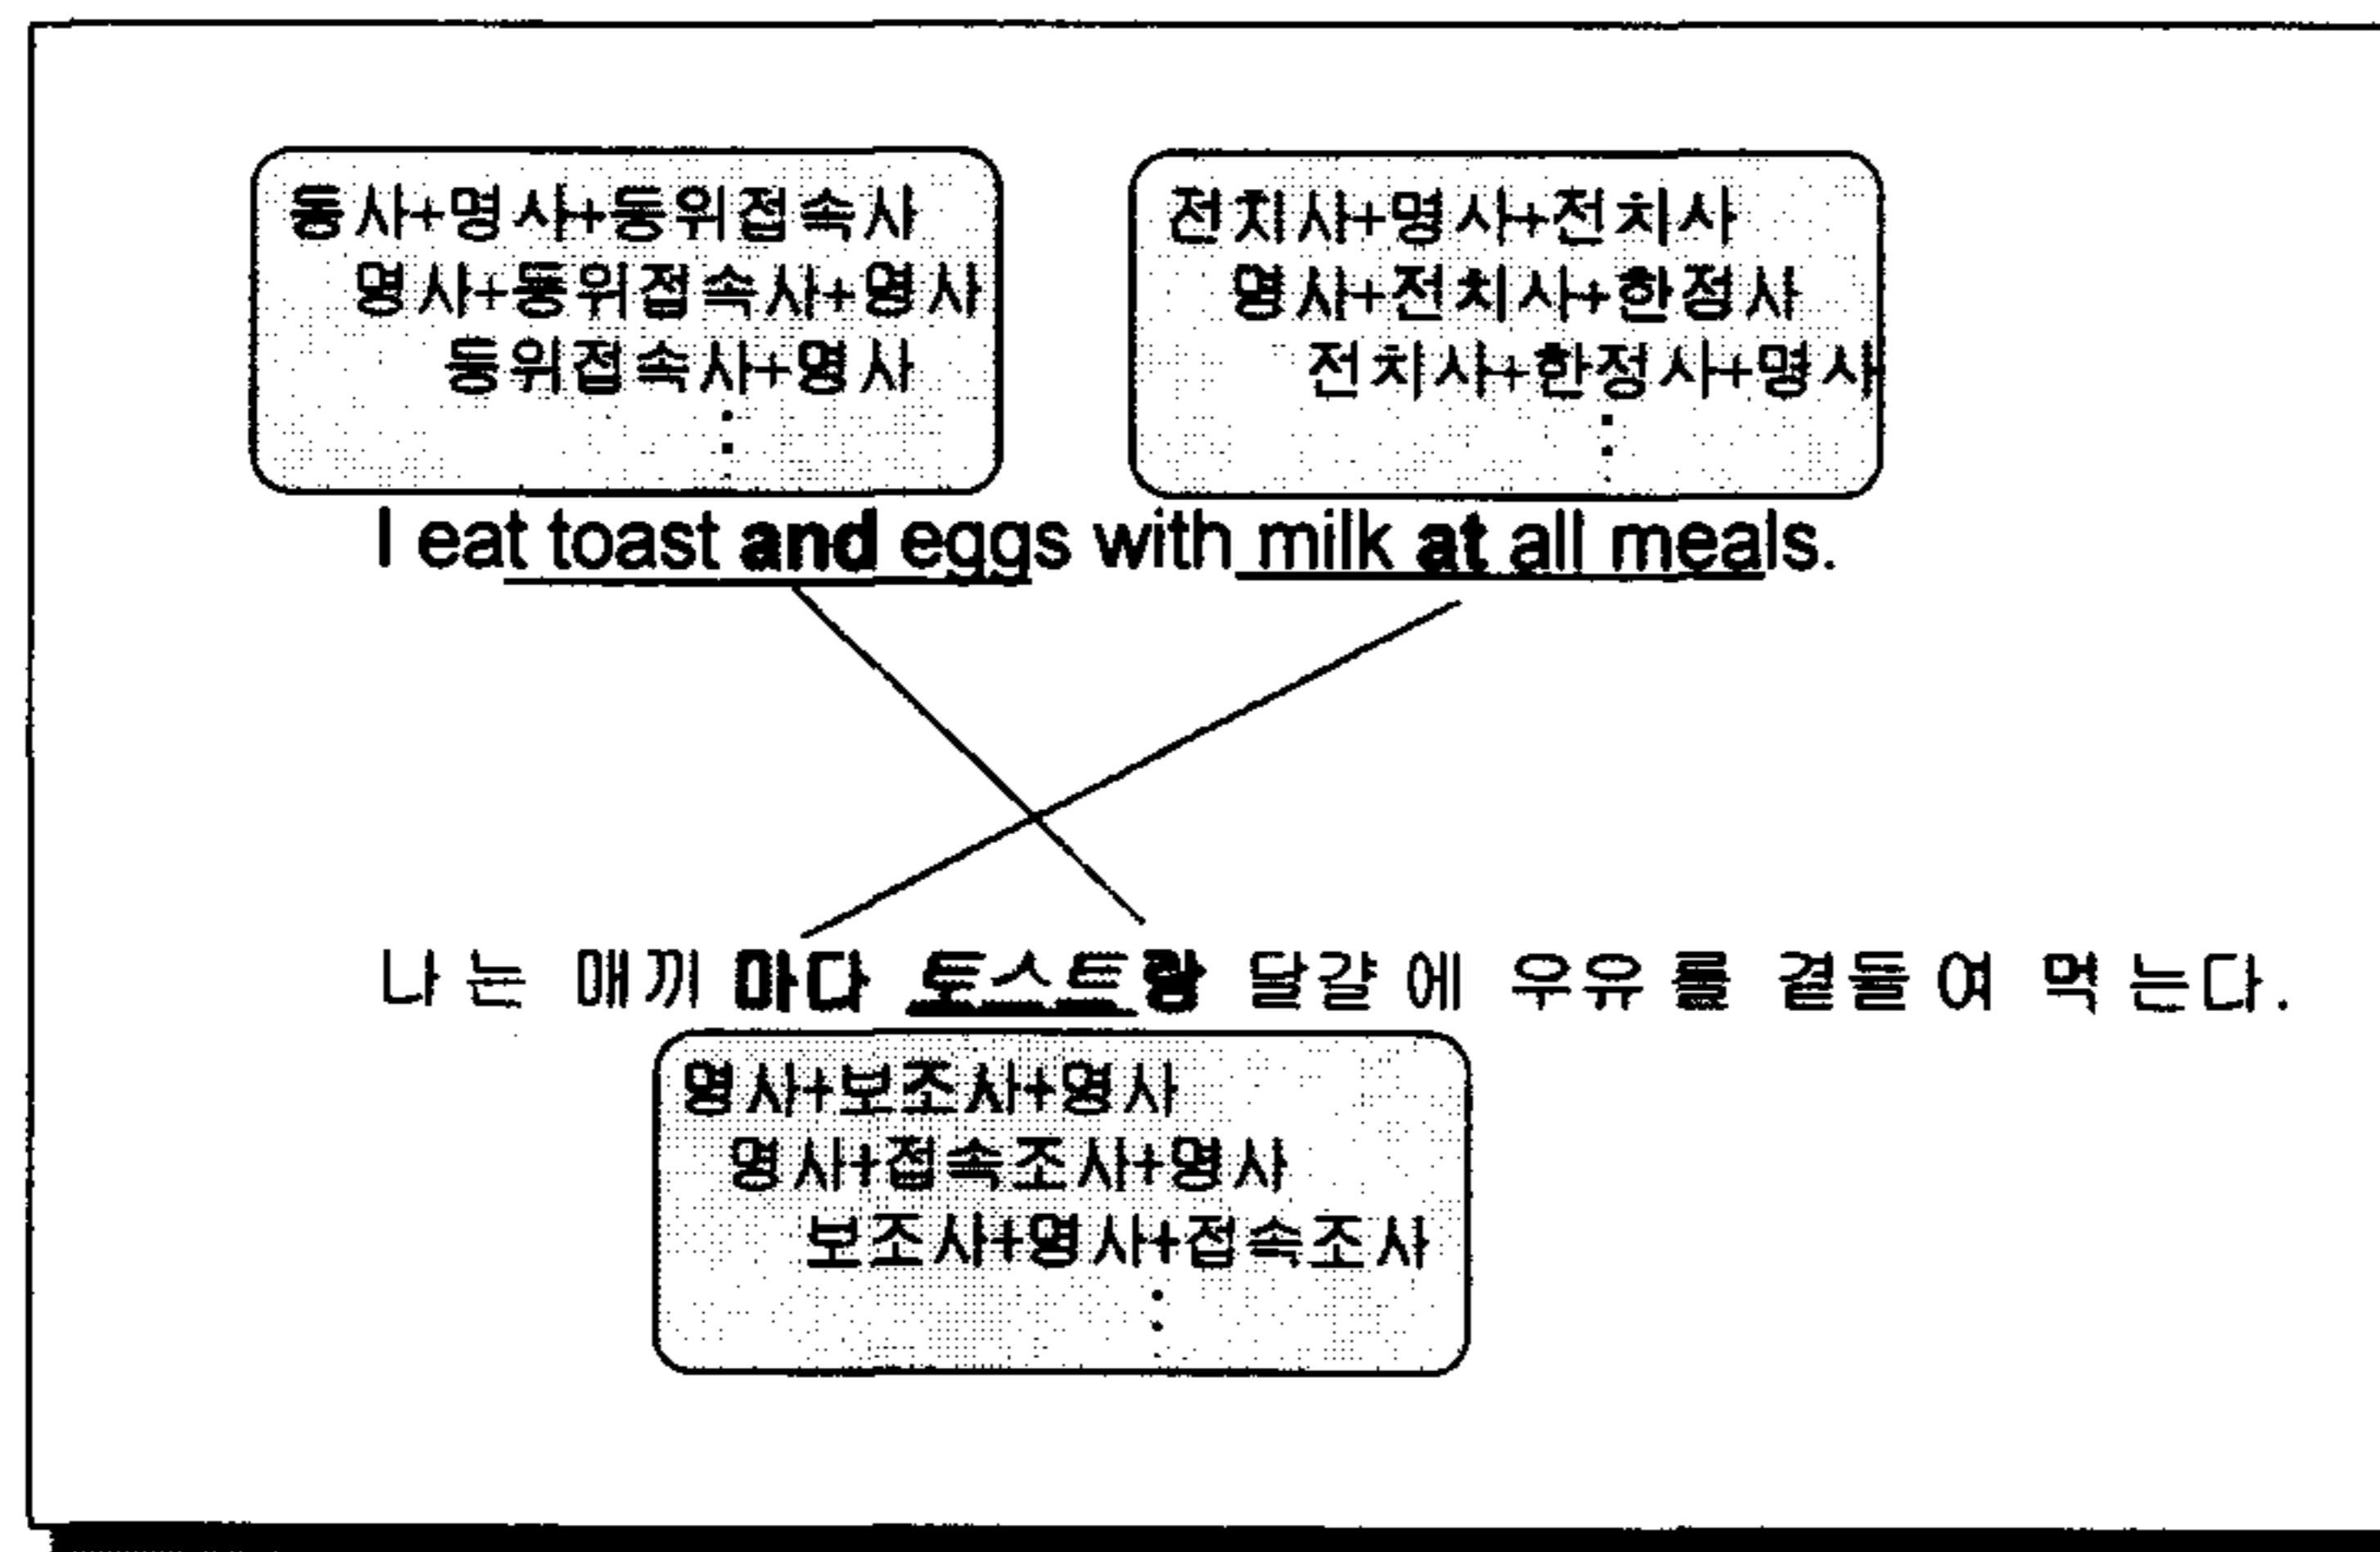 동사+명사+등위접속사
명사+등위접속사+명사
등위접속사+명사
전치사+명사+전치사
명사+전치사+한정사
전치사+한정사+명사
I eat toast and eggs with milk at all meals.
나는 매끼 마다 토스트랑 달걀에 우유를 곁들여 먹는다.
명사+보조사+명사
명사+접속조사+명사
보조사+명사+접속조사